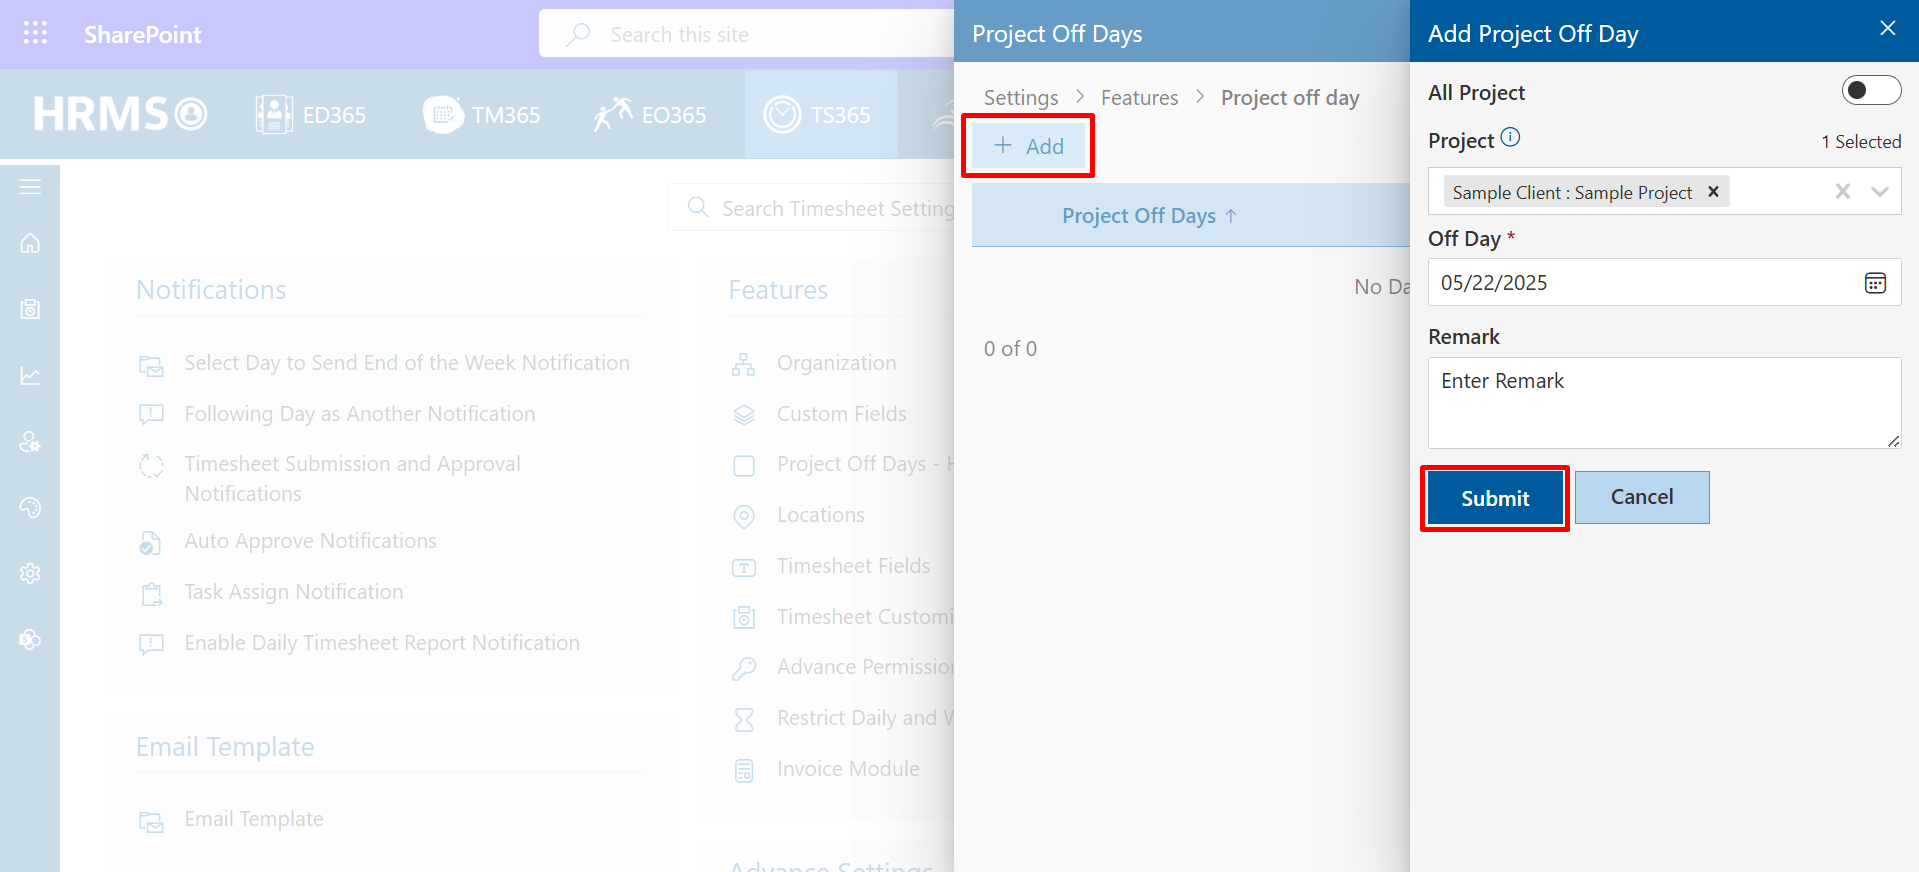 SharePoint
Search this site
HRMS
ED365
TM365
EO365
TS365
Search Timesheet Setting
Notifications
Select Day to Send End of the Week Notification
Following Day as Another Notification
Timesheet Submission and Approval
Notifications
Auto Approve Notifications
Task Assign Notification
Enable Daily Timesheet Report Notification
Email Template
Email Template
Features
Organization
Custom Fields
Project Off Days -
Locations
Timesheet Fields
Timesheet Customi
Advance Permission
Restrict Daily and
Invoice Module
Advance Settings
Project Off Days
Settings > Features > Project off day
+ Add
Project Off Days ↑
No Da
0 of 0
Add Project Off Day
All Project
Project
1 Selected
Sample Client : Sample Project
Off Day *
05/22/2025
Remark
Enter Remark
Submit
Cancel